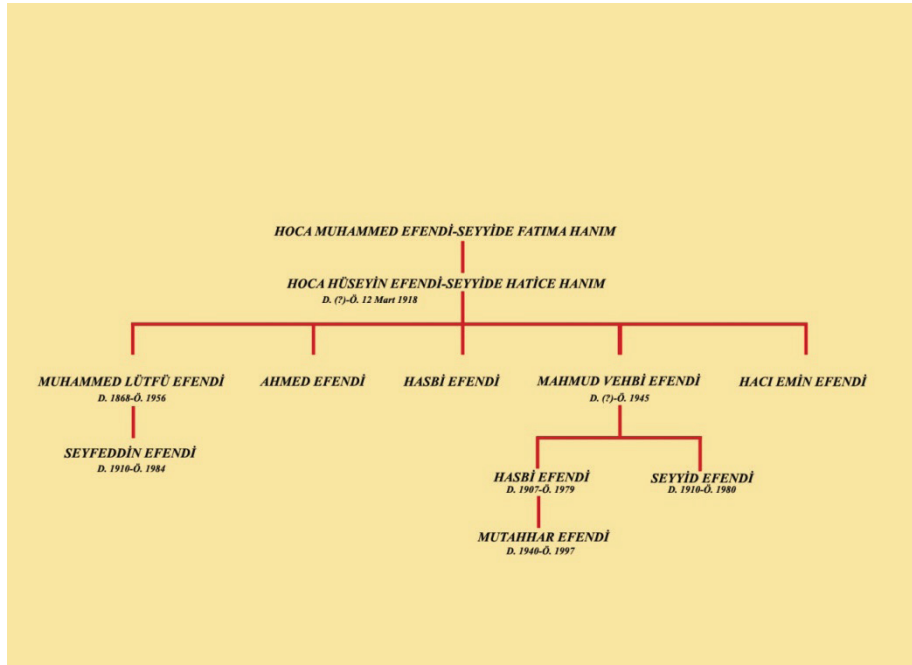 HOCA MUHAMMED EFENDİ-SEYYİDE FATIMA HANIM
HOCA HÜSEYİN EFENDİ-SEYYİDE HATİCE HANIM
D. (?)-Ö. 12 Mart 1918
MUHAMMED LÜTFÜ EFENDİ
D. 1868-Ö. 1956
AHMED EFENDİ
HASBİ EFENDİ
MAHMUD VEHBİ EFENDİ
D. (?)-Ö. 1945
HACI EMİN EFENDİ
SEYFEDDİN EFENDİ
D. 1910-Ö. 1984
HASBİ EFENDİ
D. 1907-Ö. 1979
SEYYİD EFENDİ
D. 1910-Ö. 1980
MUTAHHAR EFENDİ
D. 1940-Ö. 1997